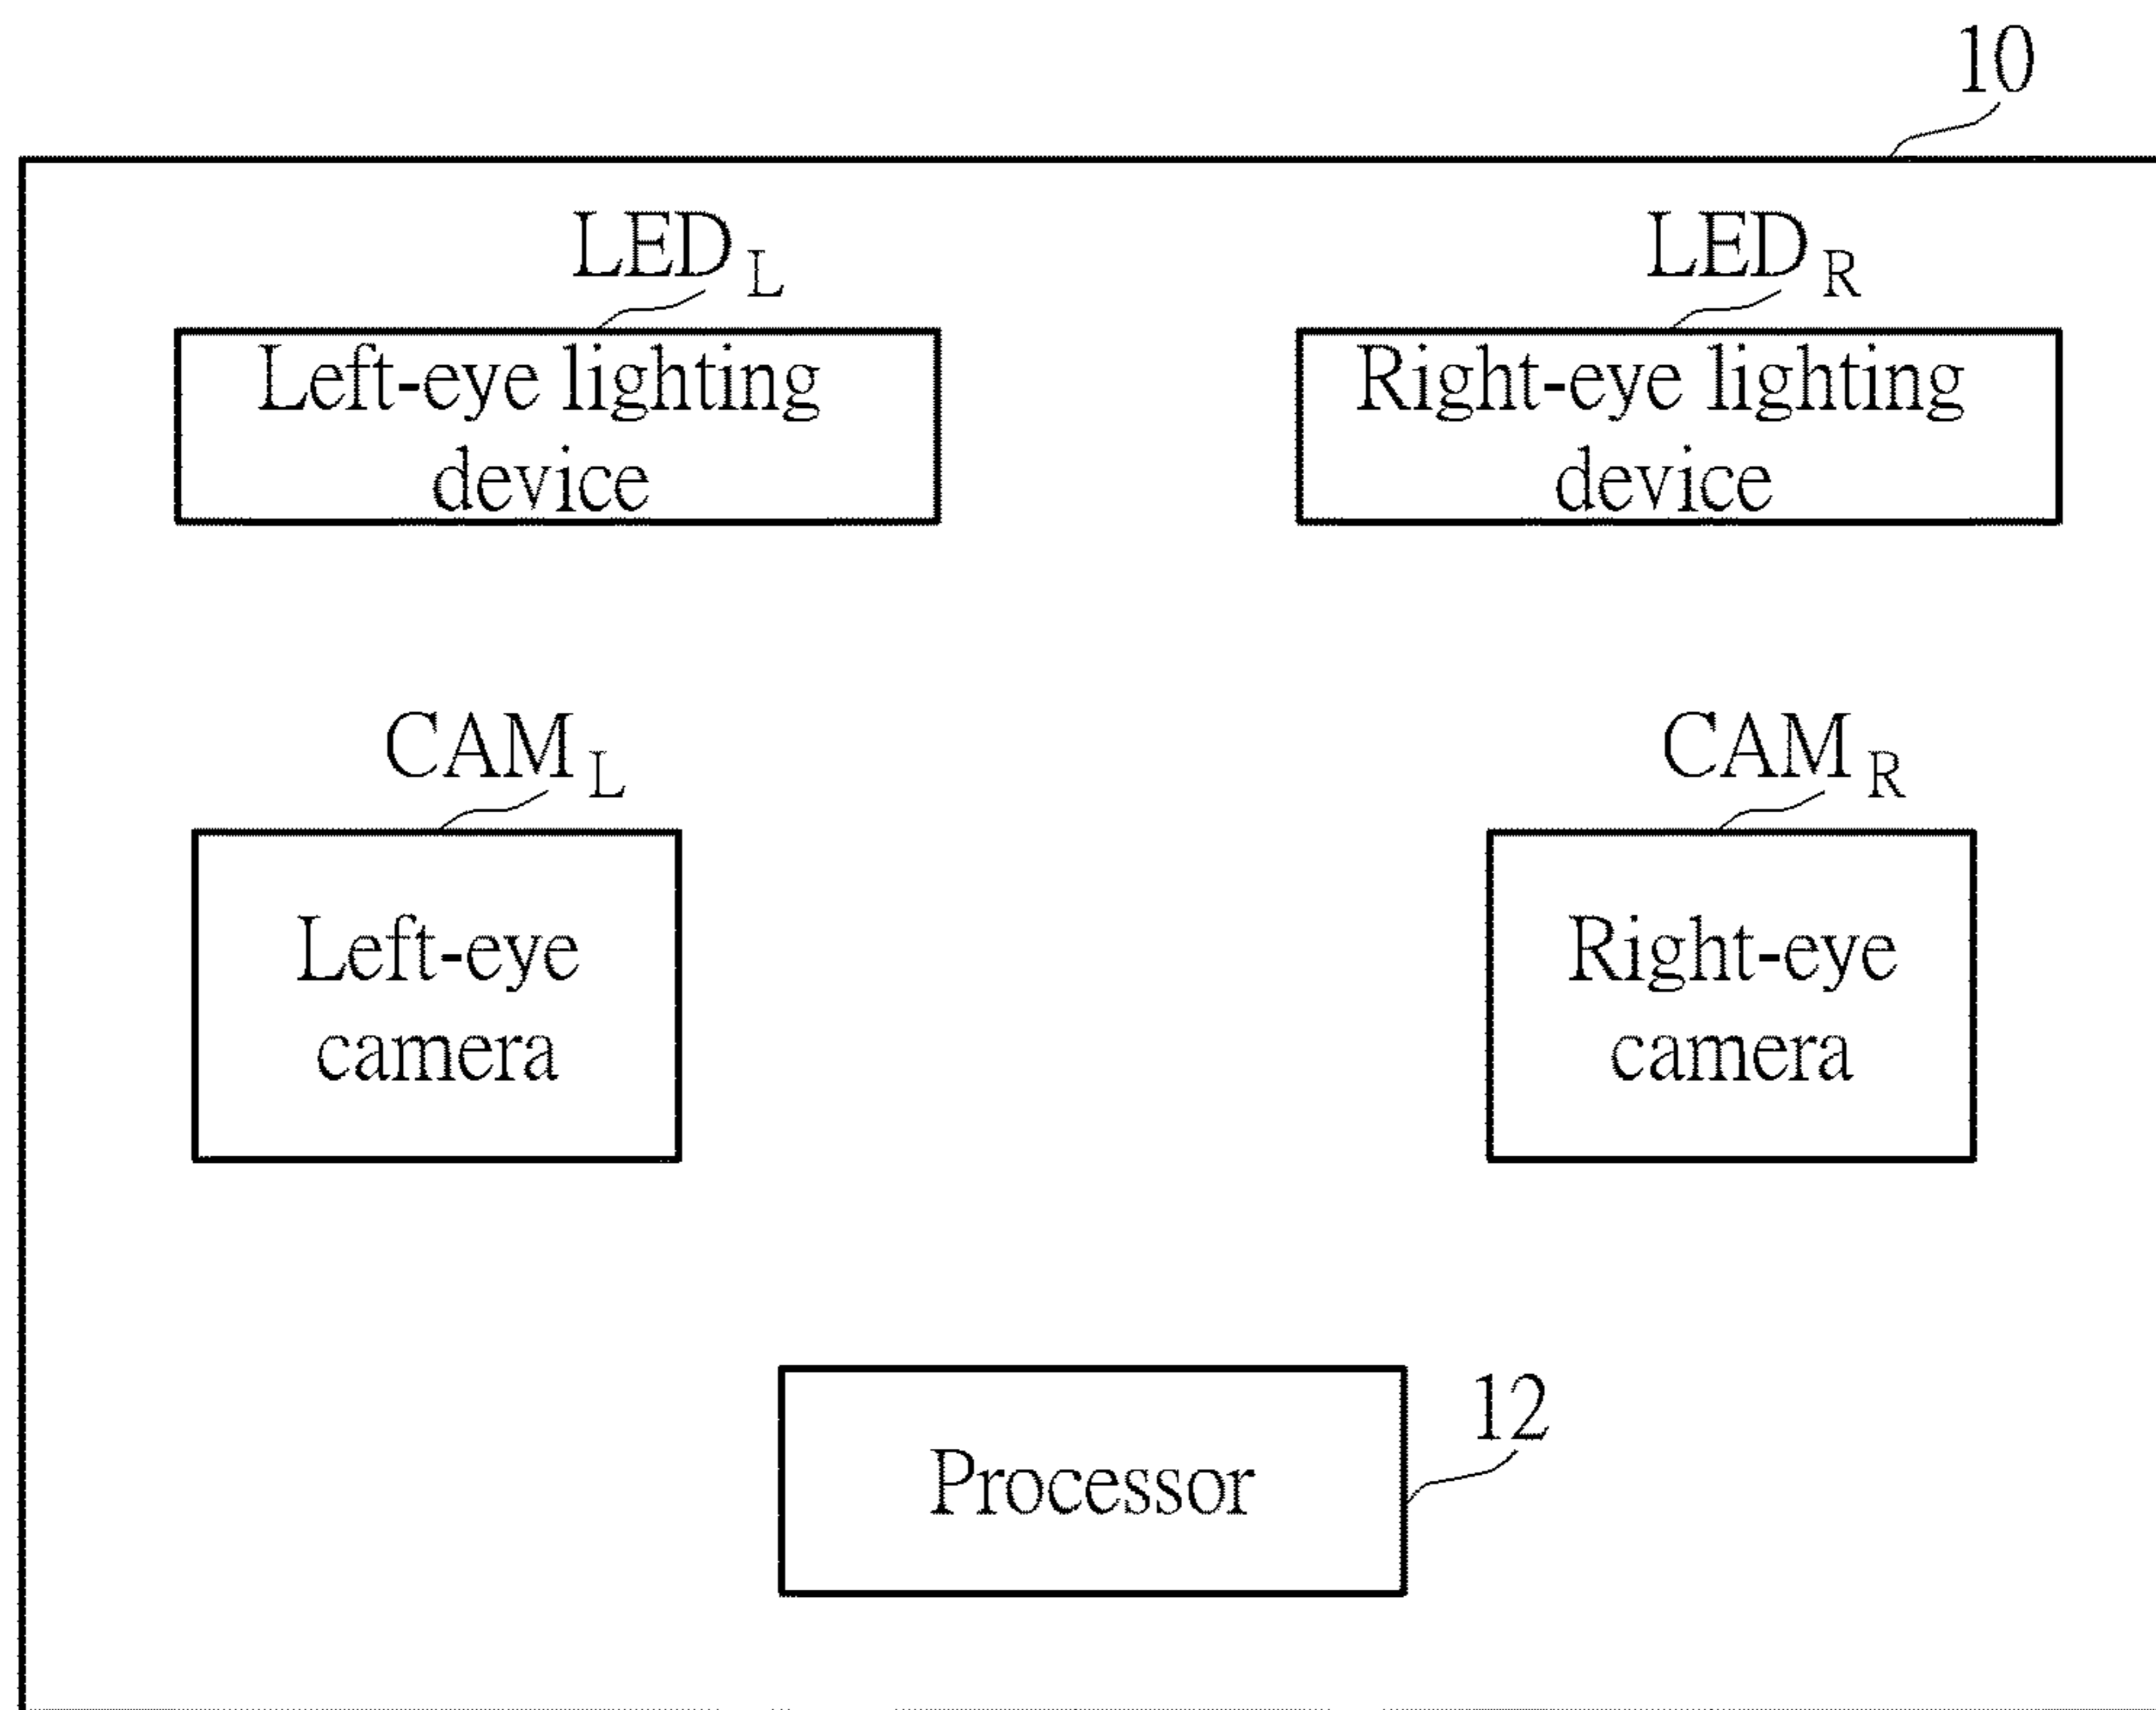 10
LED L
LED R
Left-eye lighting
device
Right-eye lighting
device
CAM L
CAM R
Left-eye
camera
Right-eye
camera
Processor
12